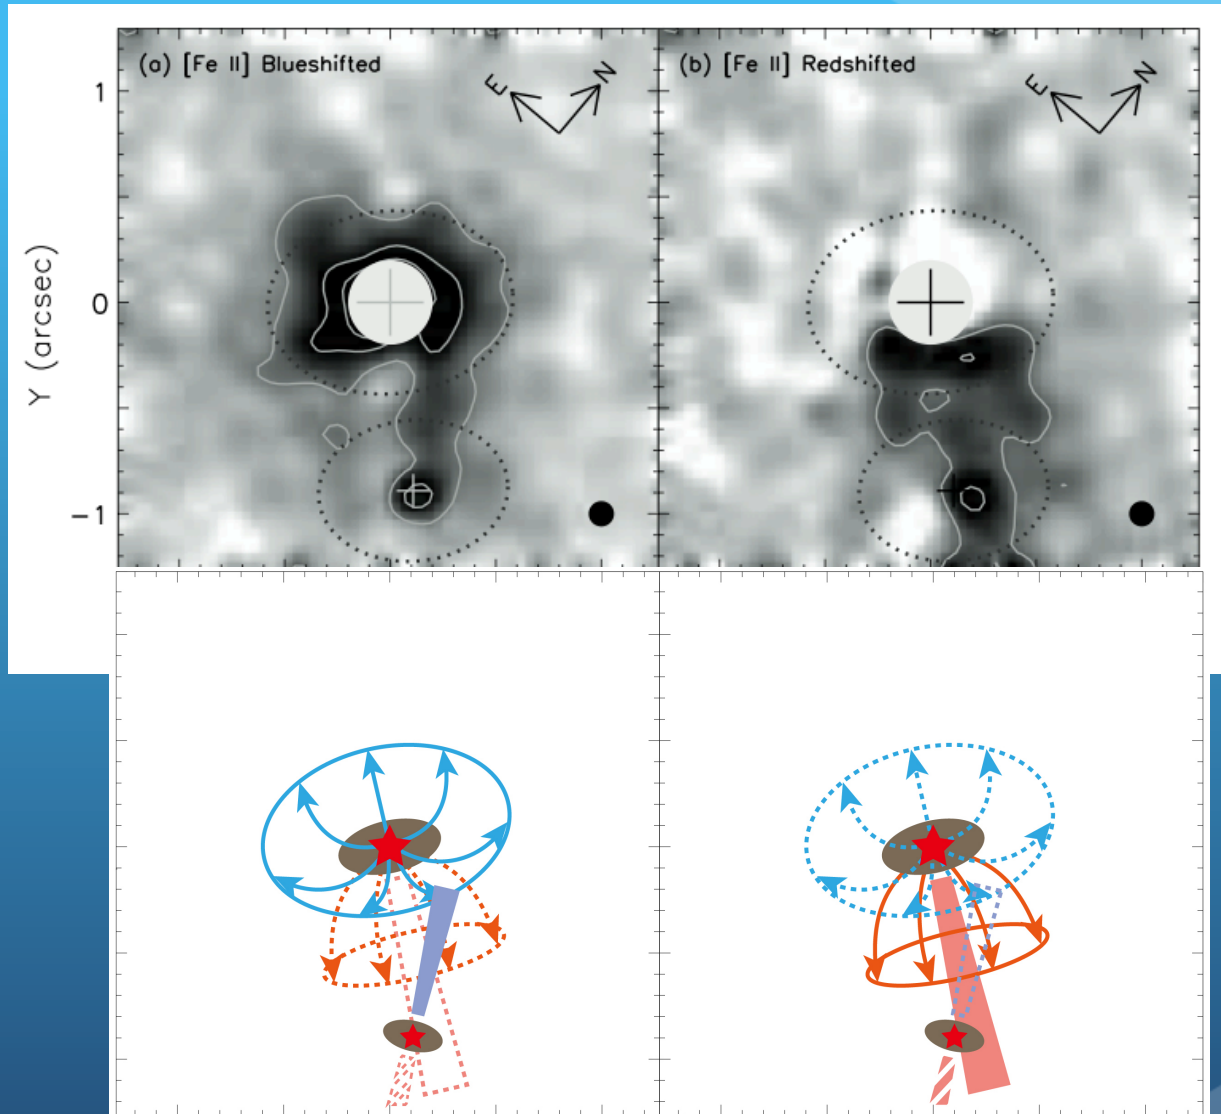 (a) [Fe II] Blueshifted
E
N
(b) [Fe II] Redshifted
E
N
Y (arcsec)
1
0
−1